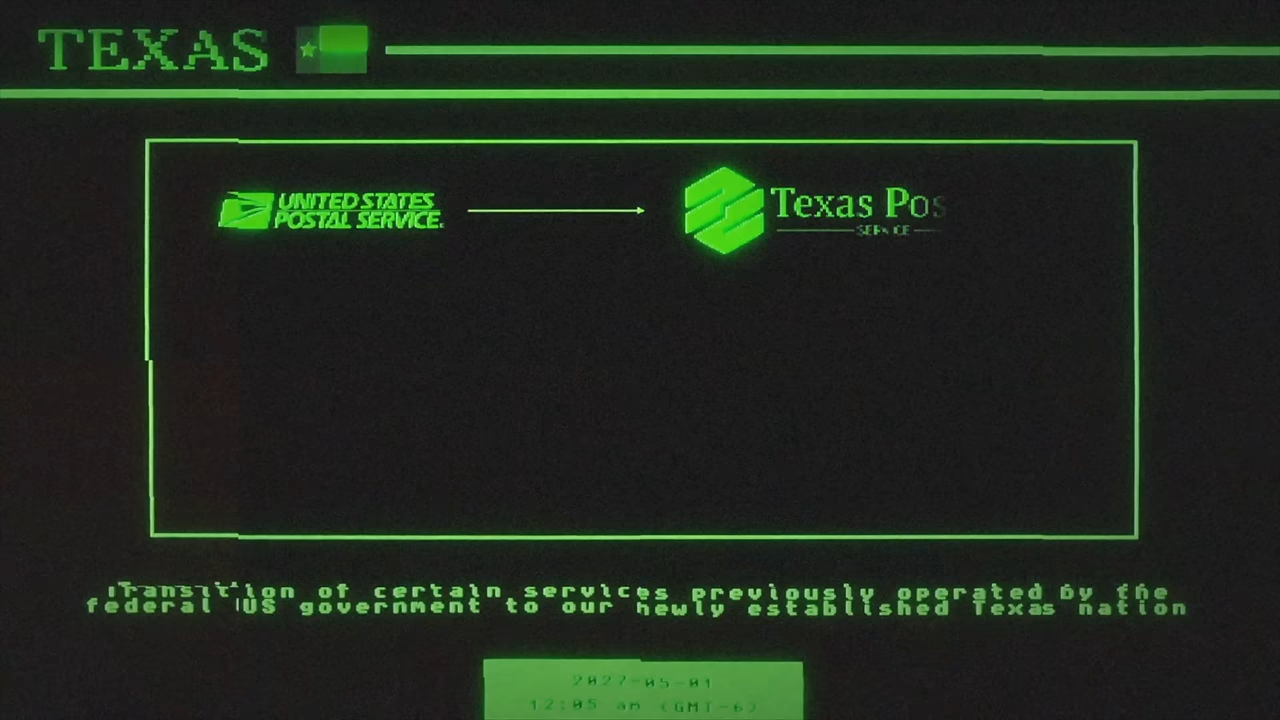 TEXAS
UNITED STATES
POSTAL SERVICE.
Texas Pos
SERVICE
Transition of certain services previously operated by the
federal US government to our newly established Texas nation
2027-05-01
12:05 am (GMT-6)